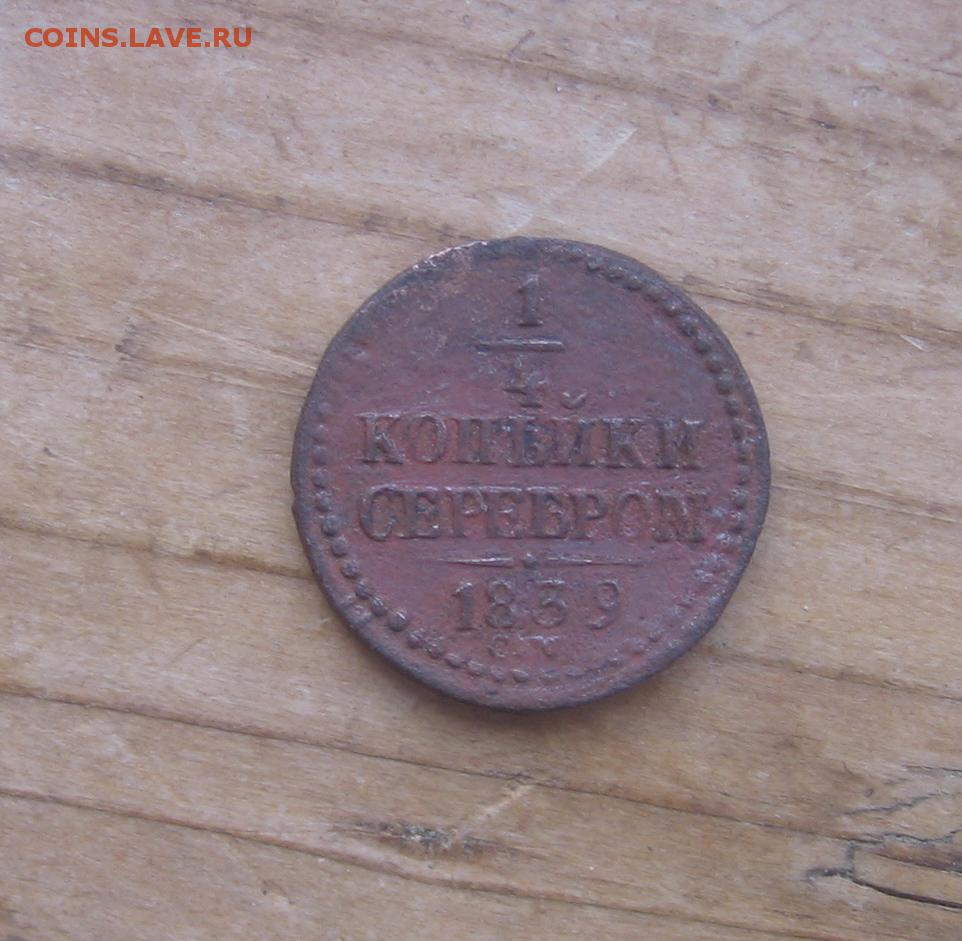 COINS.LAVE.RU
1
4
КОПѢЙКИ
СЕРЕБРОМ
1839